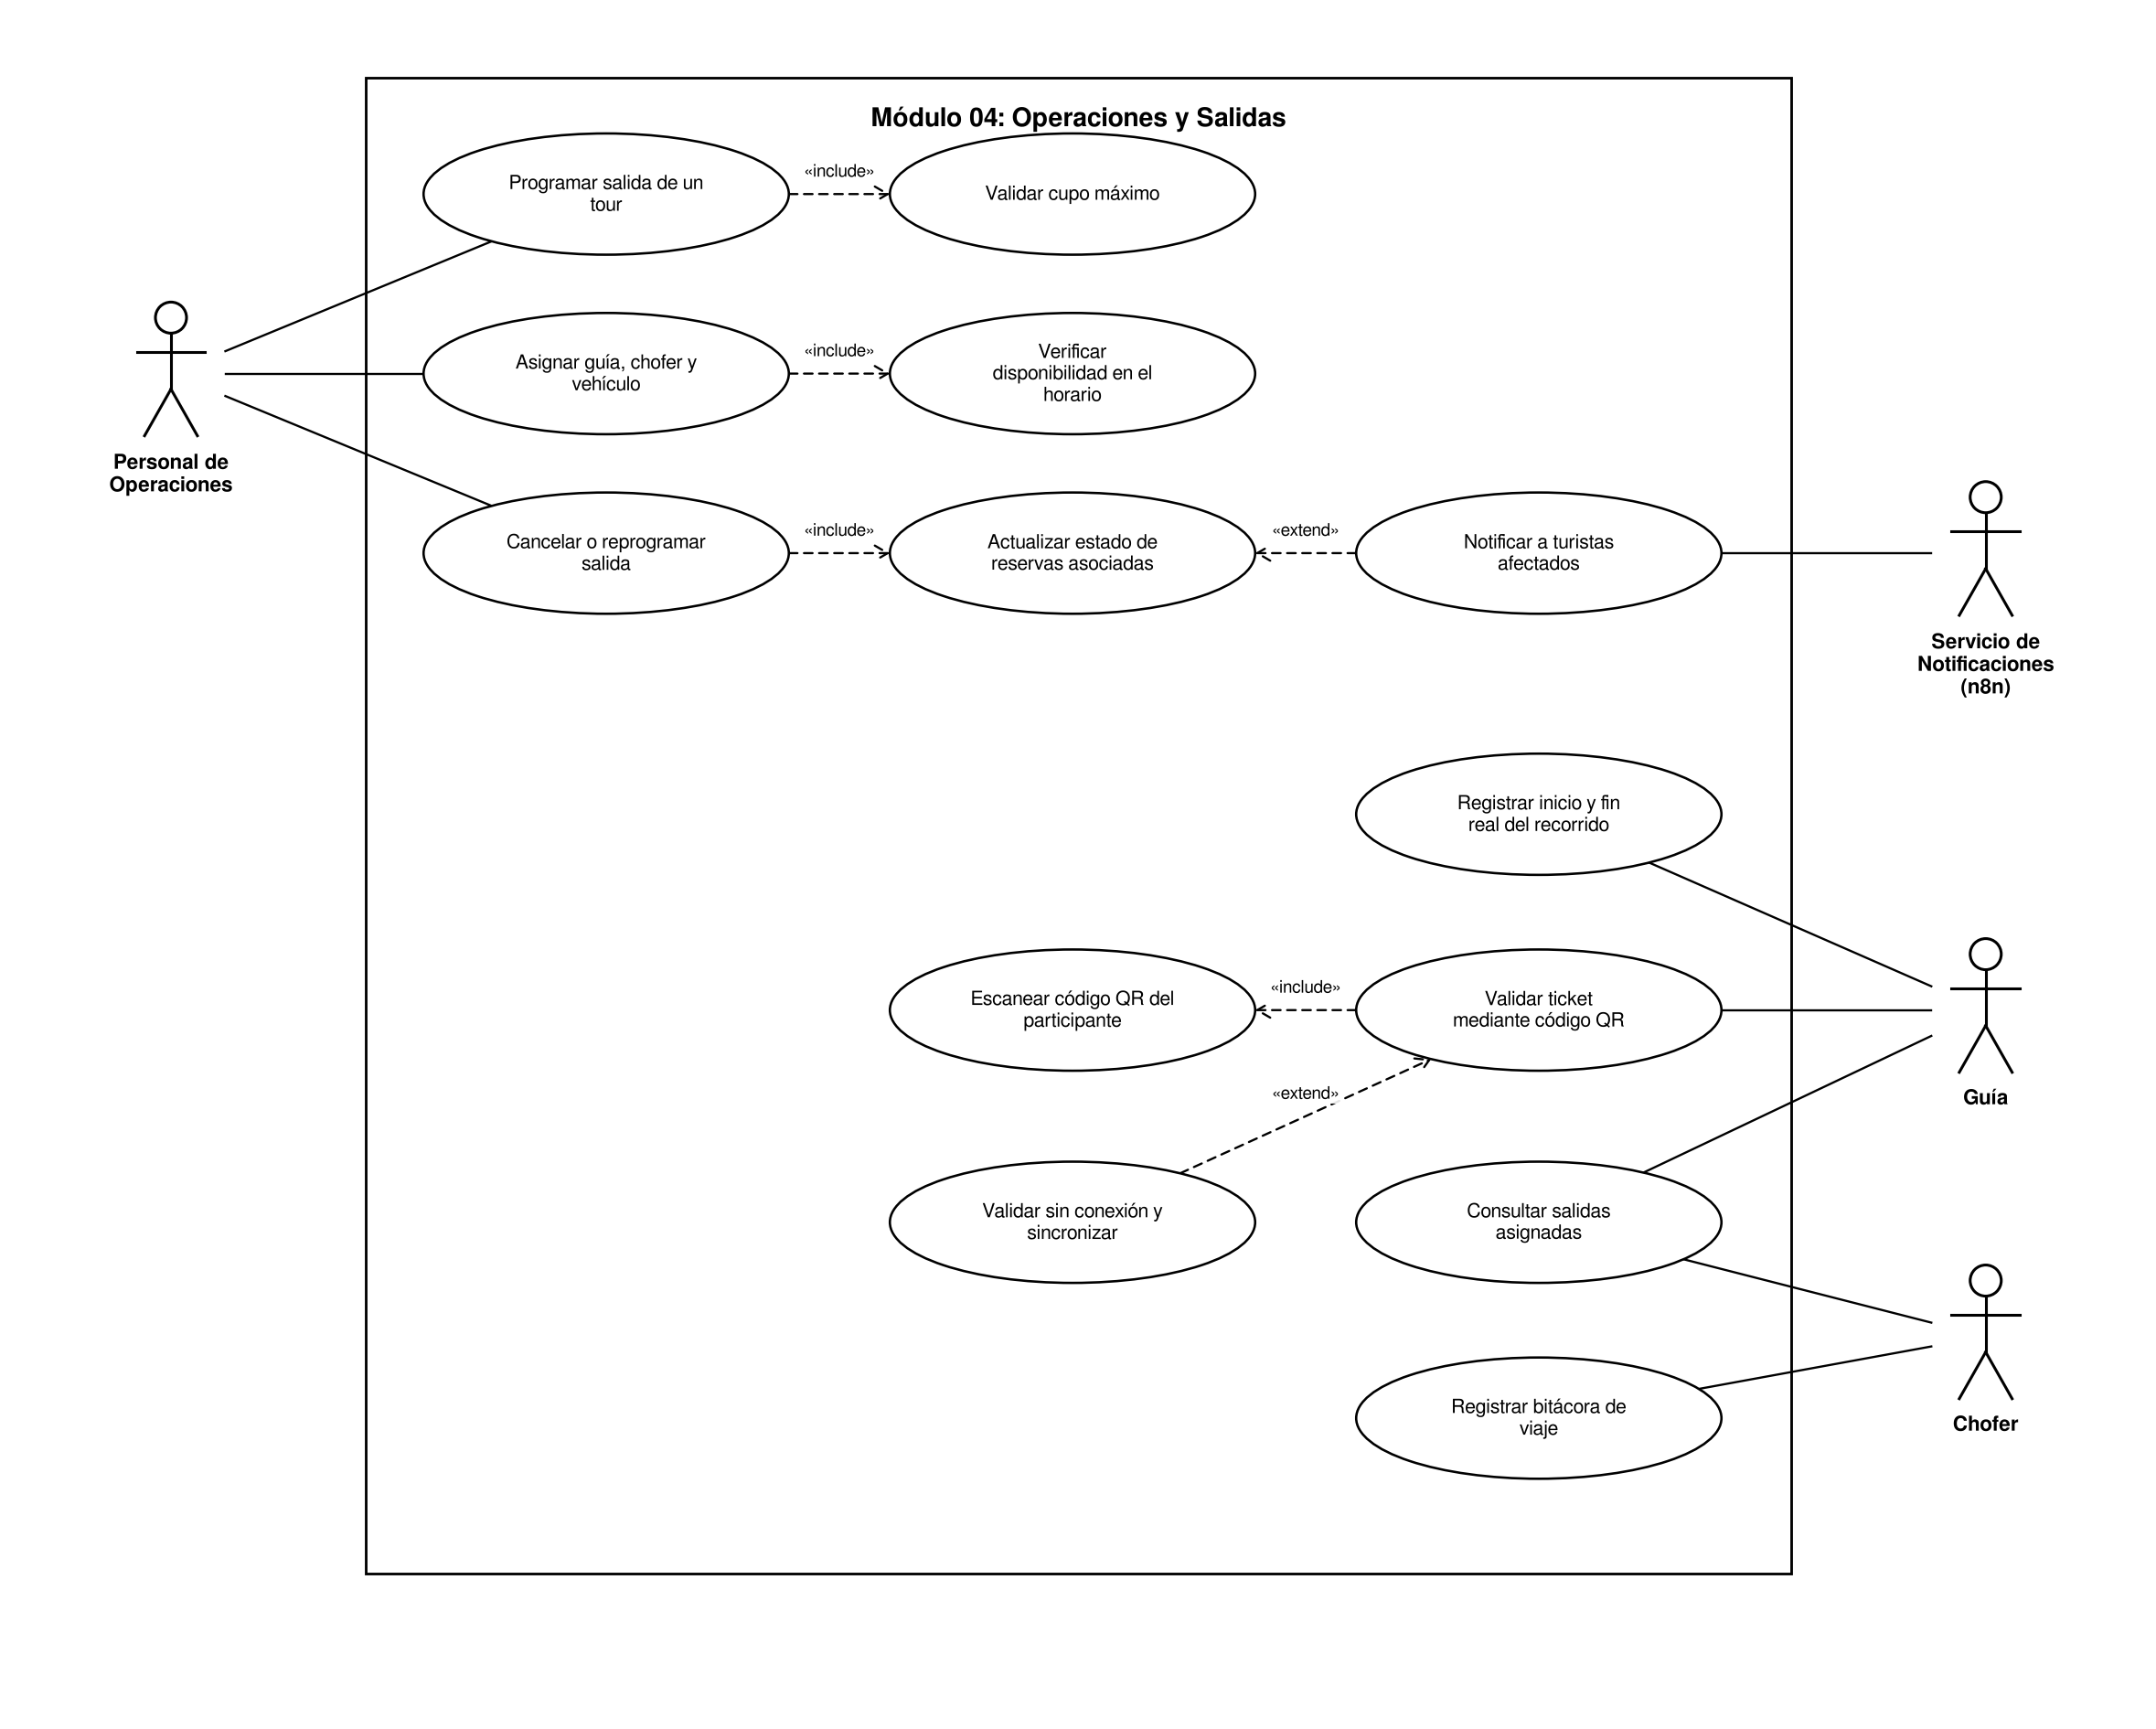 Módulo 04: Operaciones y Salidas
Programar salida de un
tour
«include»
Validar cupo máximo
Asignar guía, chofer y
vehículo
«include»
Verificar
disponibilidad en el
horario
Personal de
Operaciones
Cancelar o reprogramar
salida
«include»
Actualizar estado de
reservas asociadas
«extend»
Notificar a turistas
afectados
Servicio de
Notificaciones
(n8n)
Registrar inicio y fin
real del recorrido
Escanear código QR del
participante
«include»
Validar ticket
mediante código QR
«extend»
Guía
Validar sin conexión y
sincronizar
Consultar salidas
asignadas
Registrar bitácora de
viaje
Chofer